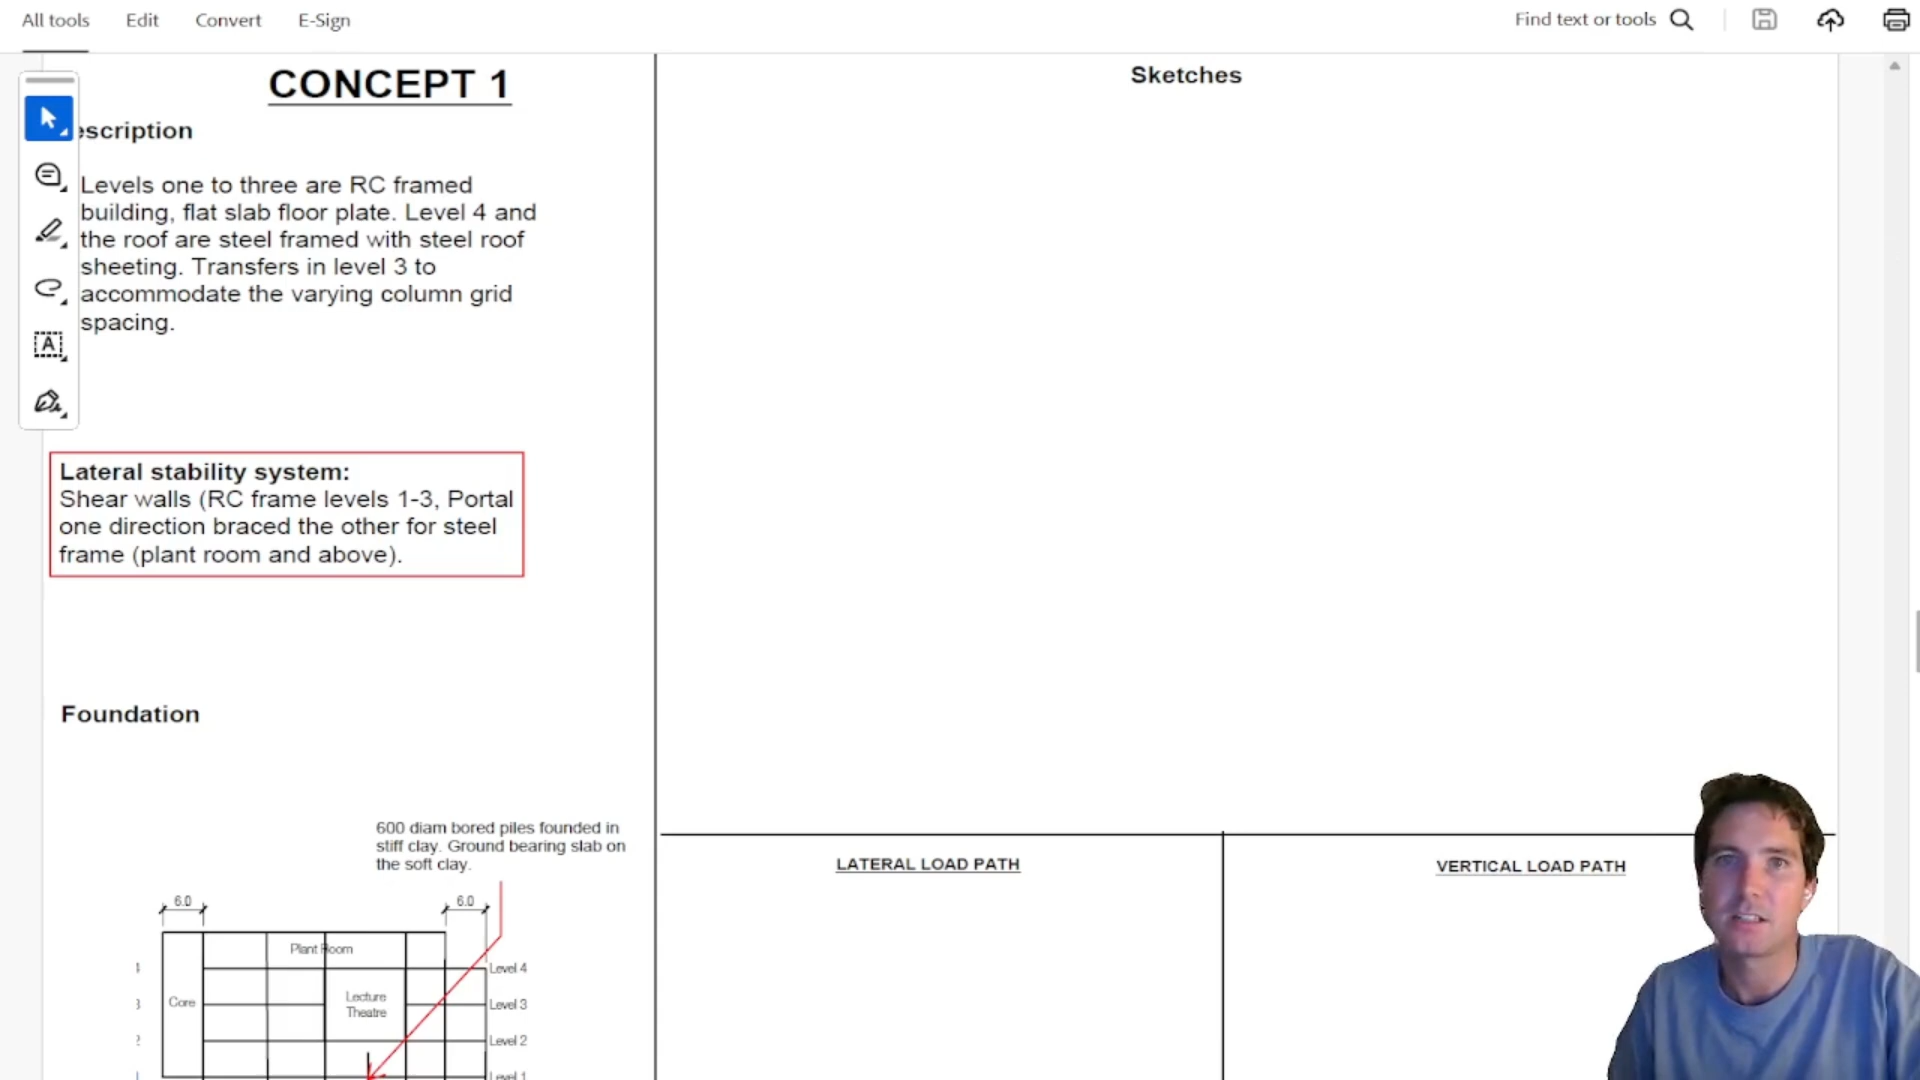 All tools
Edit
Convert
E-Sign
Find text or tools
CONCEPT 1
escription
Levels one to three are RC framed
building, flat slab floor plate. Level 4 and
the roof are steel framed with steel roof
sheeting. Transfers in level 3 to
accommodate the varying column grid
spacing.
Lateral stability system:
Shear walls (RC frame levels 1-3, Portal
one direction braced the other for steel
frame (plant room and above).
Foundation
600 diam bored piles founded in
stiff clay. Ground bearing slab on
the soft clay.
6.0
6.0
Plant Room
Level 4
Core
Lecture
Theatre
Level 3
Level 2
Level 1
Sketches
LATERAL LOAD PATH
VERTICAL LOAD PATH